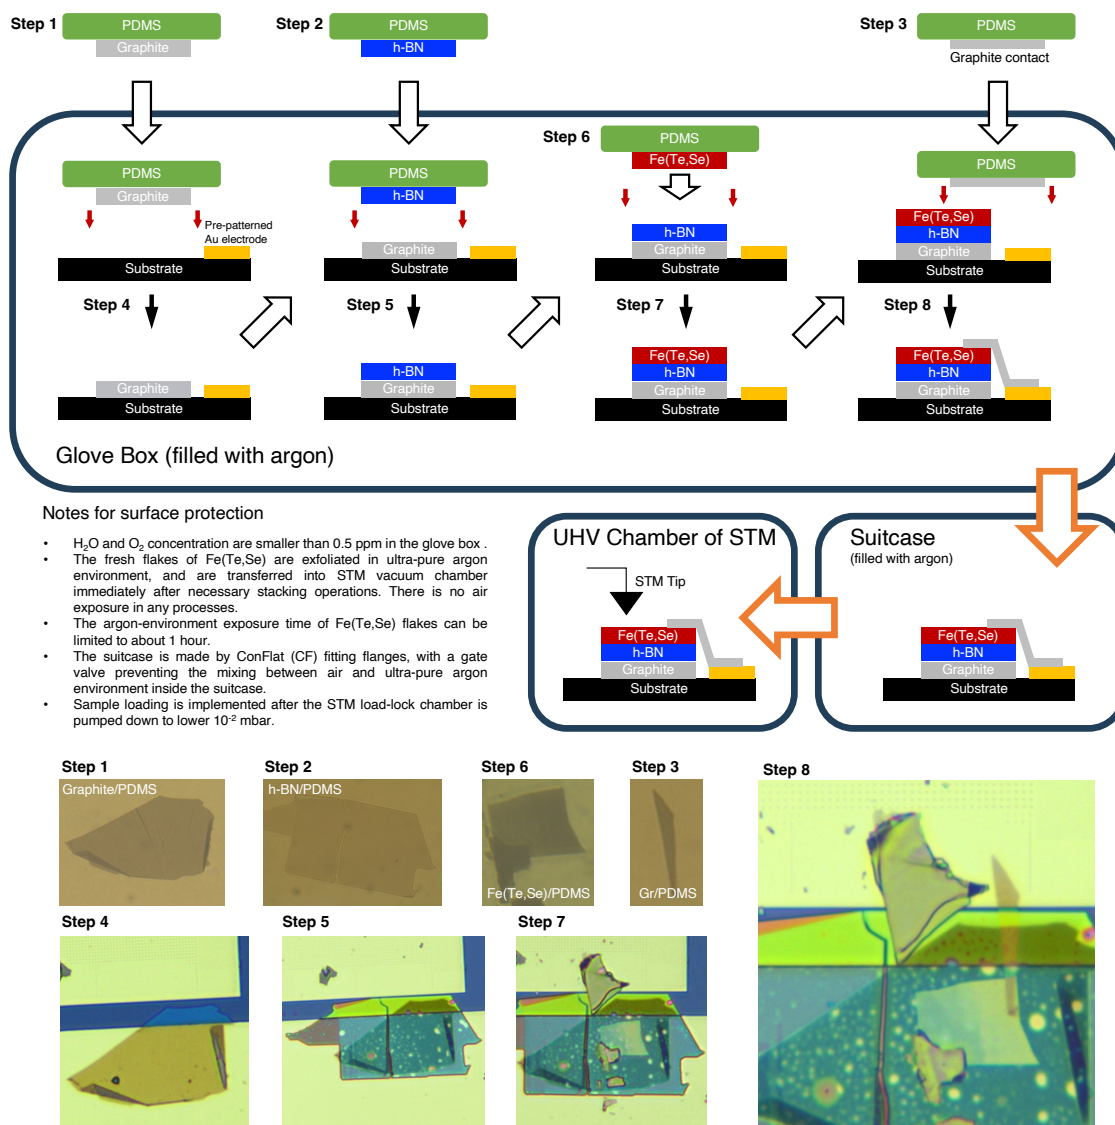 Step 1
PDMS
Graphite
Step 2
PDMS
h-BN
Step 3
PDMS
Graphite contact
PDMS
Graphite
Pre-patterned
Au electrode
Substrate
PDMS
h-BN
Graphite
Substrate
Step 6
PDMS
Fe(Te,Se)
h-BN
Graphite
Substrate
PDMS
Fe(Te,Se)
h-BN
Graphite
Substrate
Step 4
Graphite
Substrate
Step 5
h-BN
Graphite
Substrate
Step 7
Fe(Te,Se)
h-BN
Graphite
Substrate
Step 8
Fe(Te,Se)
h-BN
Graphite
Substrate
Glove Box (filled with argon)
Notes for surface protection
• H₂O and O₂ concentration are smaller than 0.5 ppm in the glove box .
• The fresh flakes of Fe(Te,Se) are exfoliated in ultra-pure argon
environment, and are transferred into STM vacuum chamber
immediately after necessary stacking operations. There is no air
exposure in any processes.
• The argon-environment exposure time of Fe(Te,Se) flakes can be
limited to about 1 hour.
• The suitcase is made by ConFlat (CF) fitting flanges, with a gate
valve preventing the mixing between air and ultra-pure argon
environment inside the suitcase.
• Sample loading is implemented after the STM load-lock chamber is
pumped down to lower 10⁻² mbar.
UHV Chamber of STM
STM Tip
Fe(Te,Se)
h-BN
Graphite
Substrate
Suitcase
(filled with argon)
Fe(Te,Se)
h-BN
Graphite
Substrate
Step 1
Graphite/PDMS
Step 2
h-BN/PDMS
Step 6
Fe(Te,Se)/PDMS
Step 3
Gr/PDMS
Step 8
Step 4
Step 5
Step 7